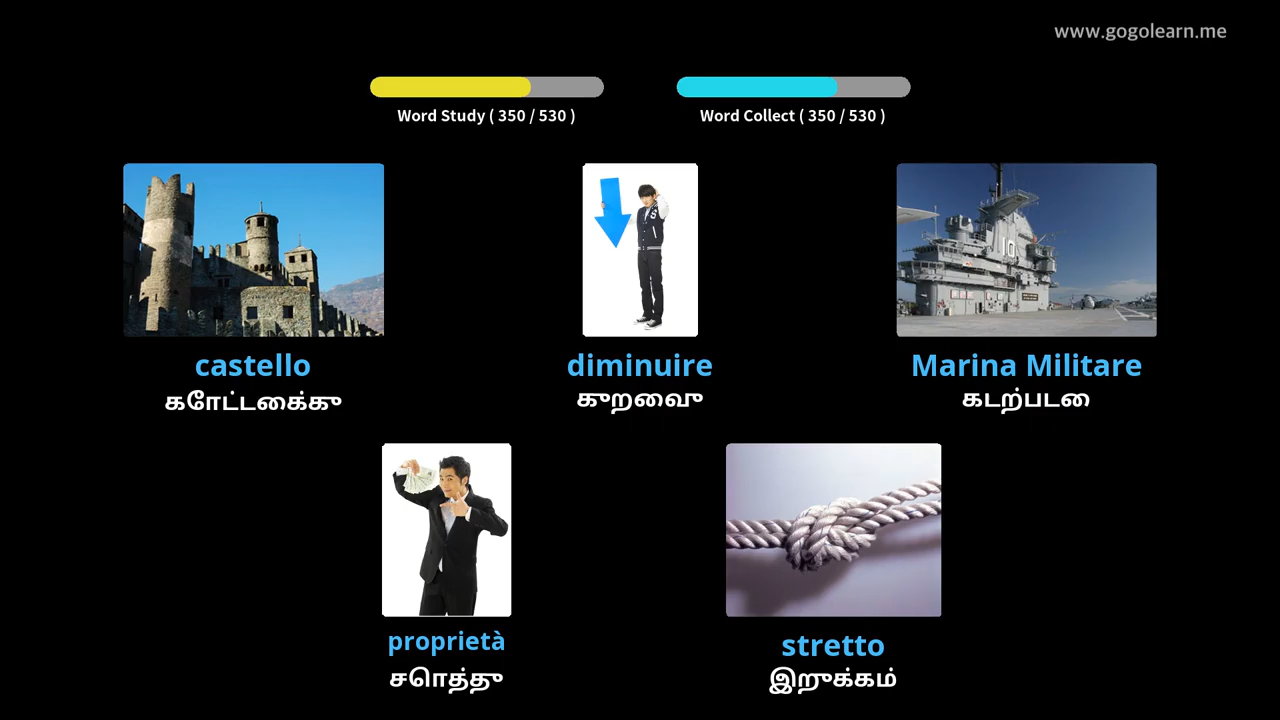 www.gogolearn.me
Word Study ( 350 / 530 )
Word Collect ( 350 / 530 )
castello
கோட்டைக்கு
diminuire
குறைவு
Marina Militare
கடற்படை
proprietà
சொத்து
stretto
இறுக்கம்